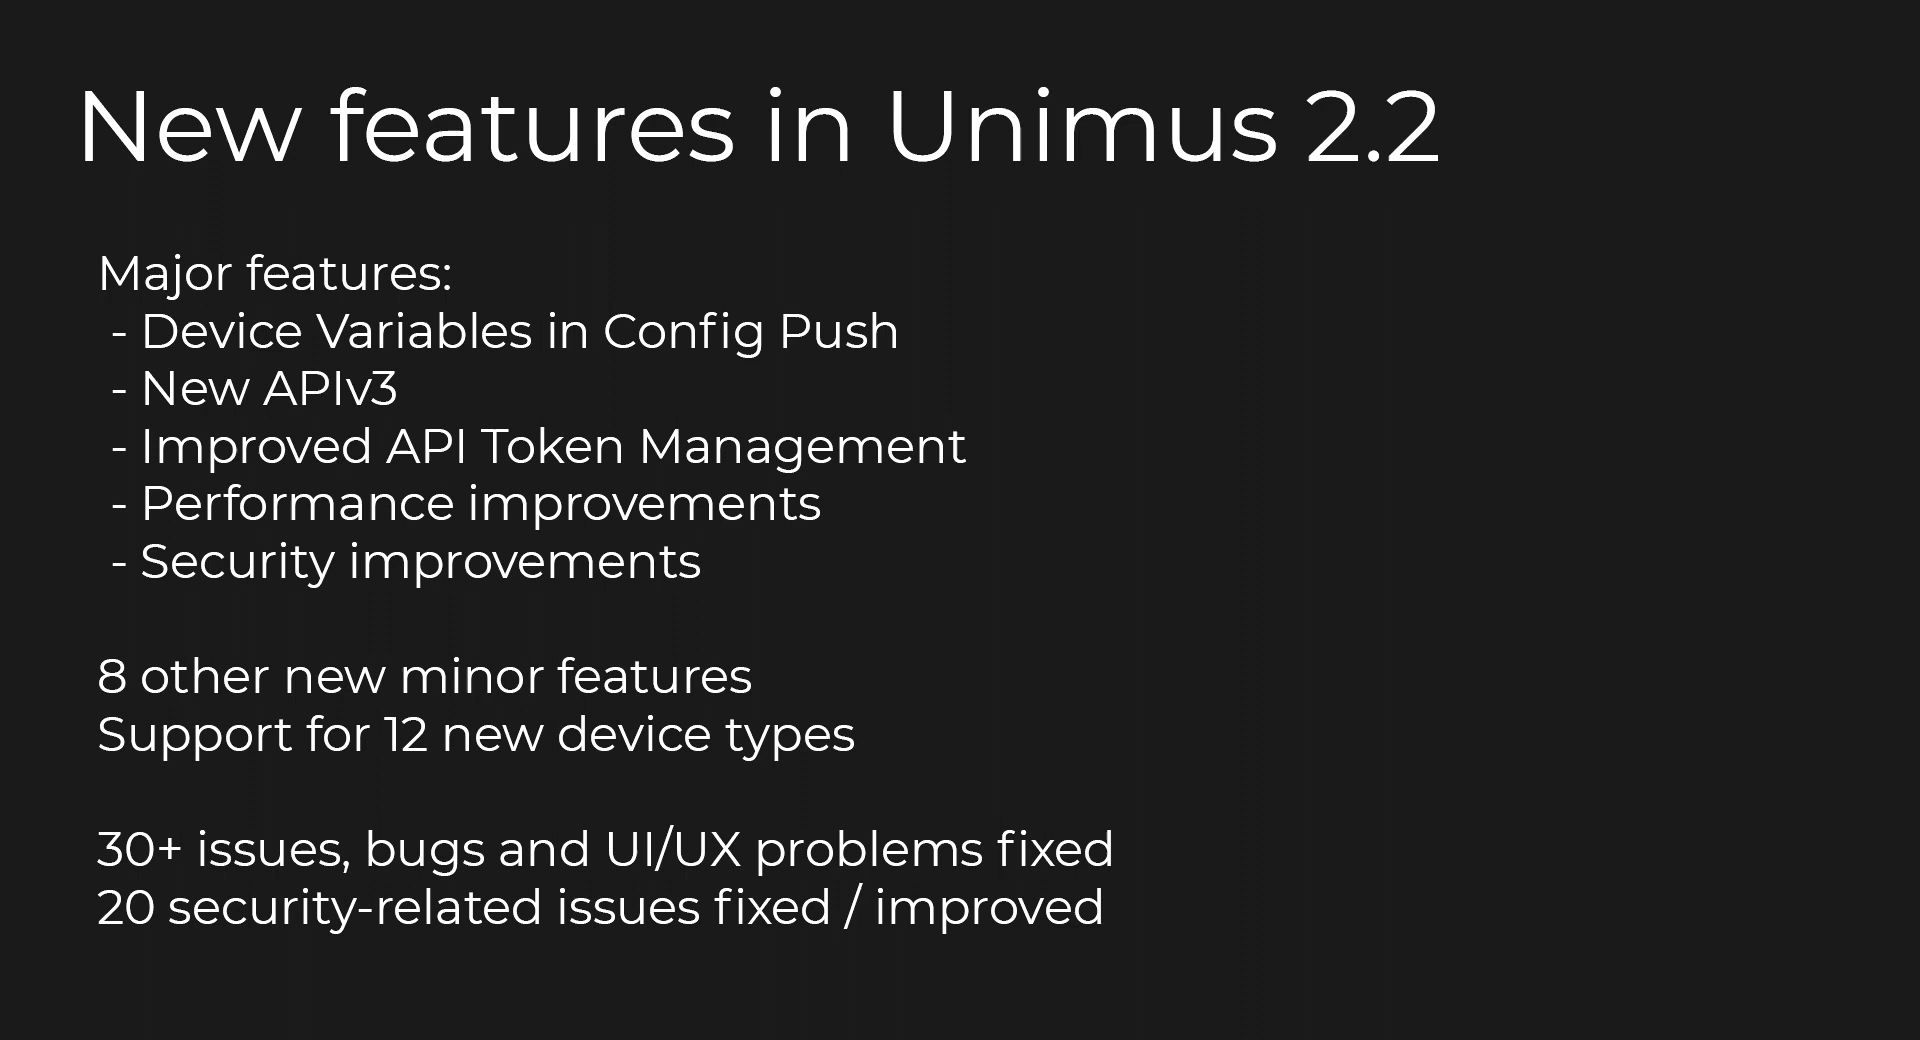 New features in Unimus 2.2
Major features:
- Device Variables in Config Push
- New APIv3
- Improved API Token Management
- Performance improvements
- Security improvements
8 other new minor features
Support for 12 new device types
30+ issues, bugs and UI/UX problems fixed
20 security-related issues fixed / improved